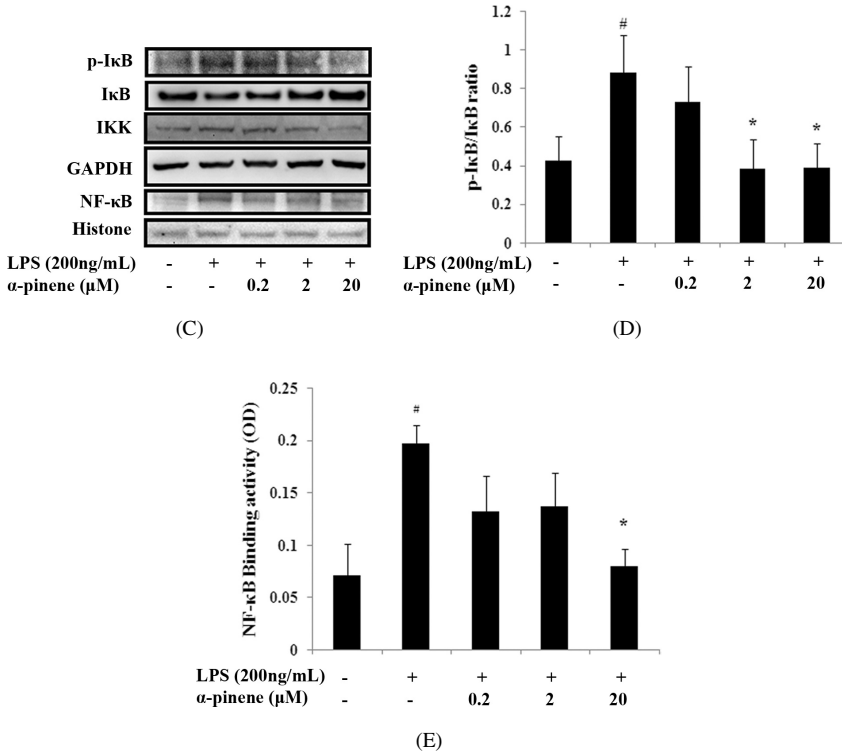 p-IκB
IκB
IKK
GAPDH
NF-κB
Histone
LPS (200ng/mL) - + + + +
α-pinene (μM) - - 0.2 2 20
(C)
p-IκB/IκB ratio
1.2
1
0.8
0.6
0.4
0.2
0
#
*
*
LPS (200ng/mL) - + + + +
α-pinene (μM) - - 0.2 2 20
(D)
NF-κB Binding activity (OD)
0.25
0.2
0.15
0.1
0.05
0
#
*
LPS (200ng/mL) - + + + +
α-pinene (μM) - - 0.2 2 20
(E)